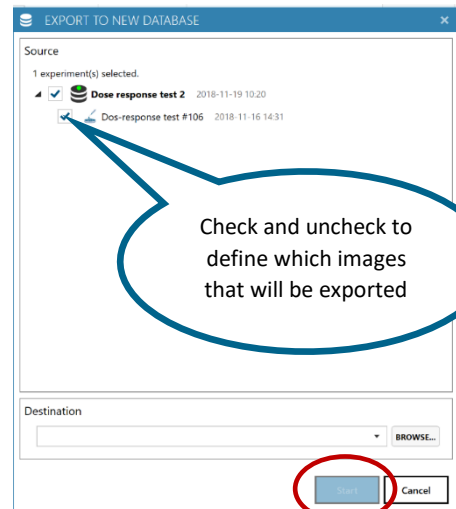 EXPORT TO NEW DATABASE
Source
1 experiment(s) selected.
Dose response test 2 2018-11-19 10:20
Dos-response test #106 2018-11-16 14:31
Check and uncheck to
define which images
that will be exported
Destination
BROWSE...
Start Cancel